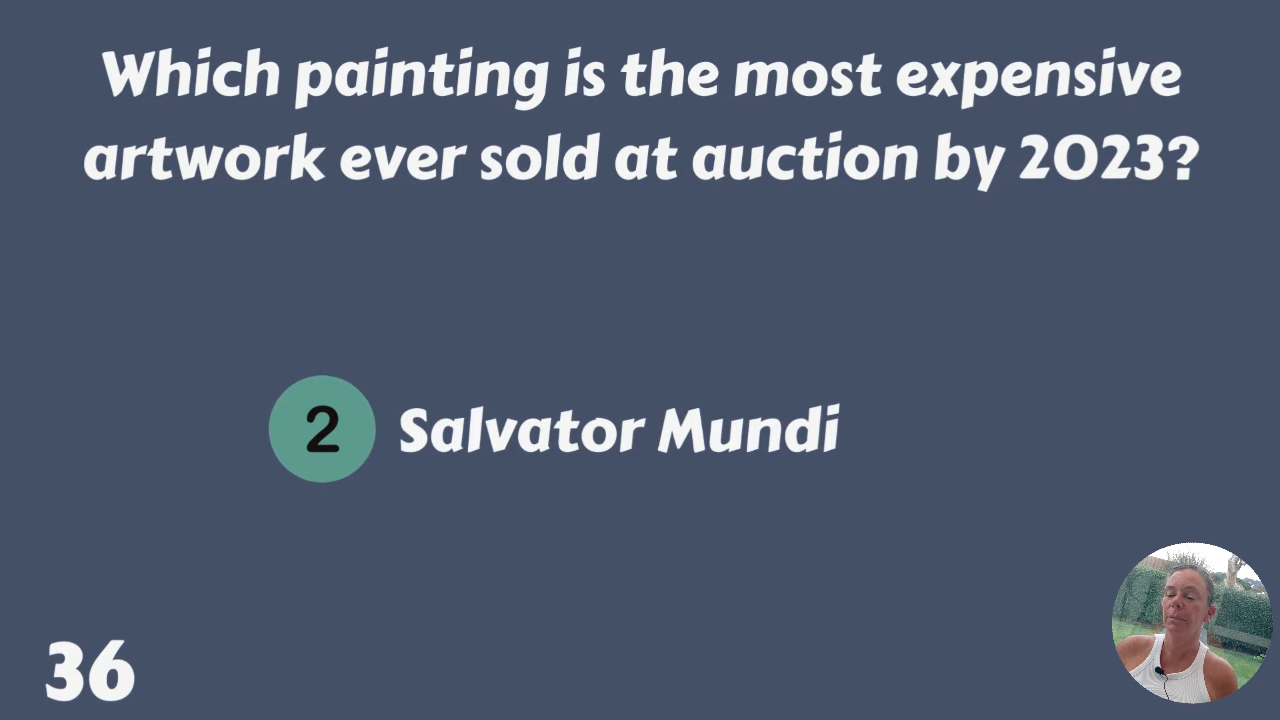 Which painting is the most expensive
artwork ever sold at auction by 2023?
2 Salvator Mundi
36